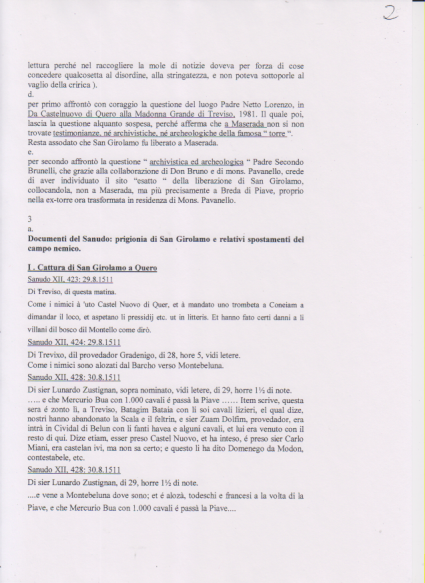 2
lettura perché nel raccogliere la mole di notizie doveva per forza di cose
concedere qualcosetta al disordine, alla stringatezza, e non poteva sottoporle al
vaglio della critica ).
d.
per primo affrontò con coraggio la questione del luogo Padre Netto Lorenzo, in
Da Castelnuovo di Quero alla Madonna Grande di Treviso, 1981. Il quale poi,
lascia la questione alquanto sospesa, perché afferma che a Maserada non si non
trovate testimonianze, né archivistiche, né archeologiche della famosa " torre ".
Resta assodato che San Girolamo fu liberato a Maserada.
e.
per secondo affrontò la questione " archivistica ed archeologica " Padre Secondo
Brunelli, che grazie alla collaborazione di Don Bruno e di mons. Pavanello, crede
di aver individuato il sito "esatto " della liberazione di San Girolamo,
collocandola, non a Maserada, ma più precisamente a Breda di Piave, proprio
nella ex-torre ora trasformata in residenza di Mons. Pavanello.
3
a.
Documenti del Sanudo: prigionia di San Girolamo e relativi spostamenti del
campo nemico.
I . Cattura di San Girolamo a Quero
Sanudo XII, 423: 29.8.1511
Di Treviso, di questa matina.
Come i nimici à 'uto Castel Nuovo di Quer, et à mandato uno trombeta a Coneiam a
dimandar il loco, et aspetano li pressidij etc. ut in litteris. Et hanno fato certi danni a li
villani dil bosco dil Montello come dirò.
Sanudo XII, 424: 29.8.1511
Di Trevixo, dil provedador Gradenigo, di 28, hore 5, vidi letere.
Come i nimici sono alozati dal Barcho verso Montebeluna.
Sanudo XII, 428: 30.8.1511
Di sier Lunardo Zustignan, sopra nominato, vidi letere, di 29, horre 1½ di note.
….. e che Mercurio Bua con 1.000 cavali é passà la Piave …… Item scrive, questa
sera é zonto lì, a Treviso, Batagim Bataia con li soi cavali lizieri, el qual dize,
nostri hanno abandonato la Scala e il feltrin, e sier Zuam Dolfim, provedador, era
intrà in Cividal di Belun con li fanti havea e alguni cavali, et lui era venuto con il
resto di qui. Dize etiam, esser preso Castel Nuovo, et ha inteso, é preso sier Carlo
Miani, era castelan ivi, ma non sa certo; e questo li ha dito Domenego da Modon,
contestabele, etc.
Sanudo XII, 428: 30.8.1511
Di sier Lunardo Zustignan, di 29, horre 1½ di note.
….e vene a Montebeluna dove sono; et é alozà, todeschi e francesi a la volta di la
Piave, e che Mercurio Bua con 1.000 cavali é passà la Piave....